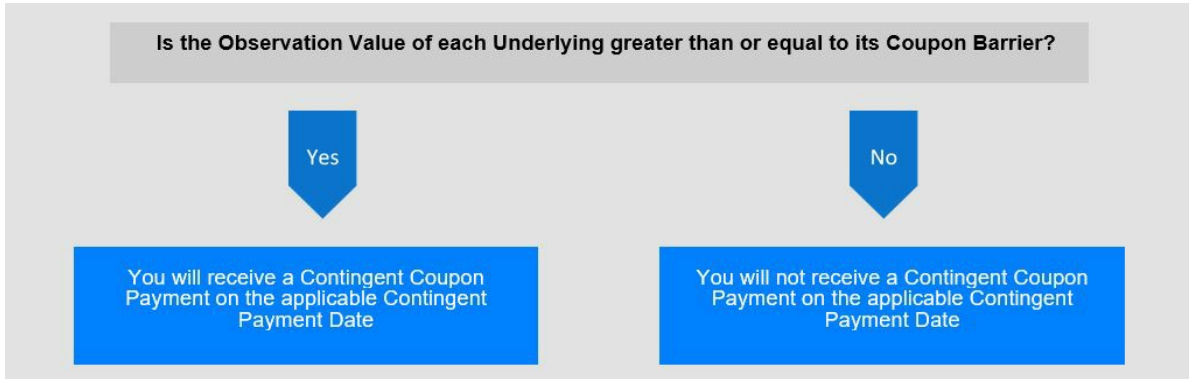 Is the Observation Value of each Underlying greater than or equal to its Coupon Barrier?
Yes
No
You will receive a Contingent Coupon
Payment on the applicable Contingent
Payment Date
You will not receive a Contingent Coupon
Payment on the applicable Contingent
Payment Date